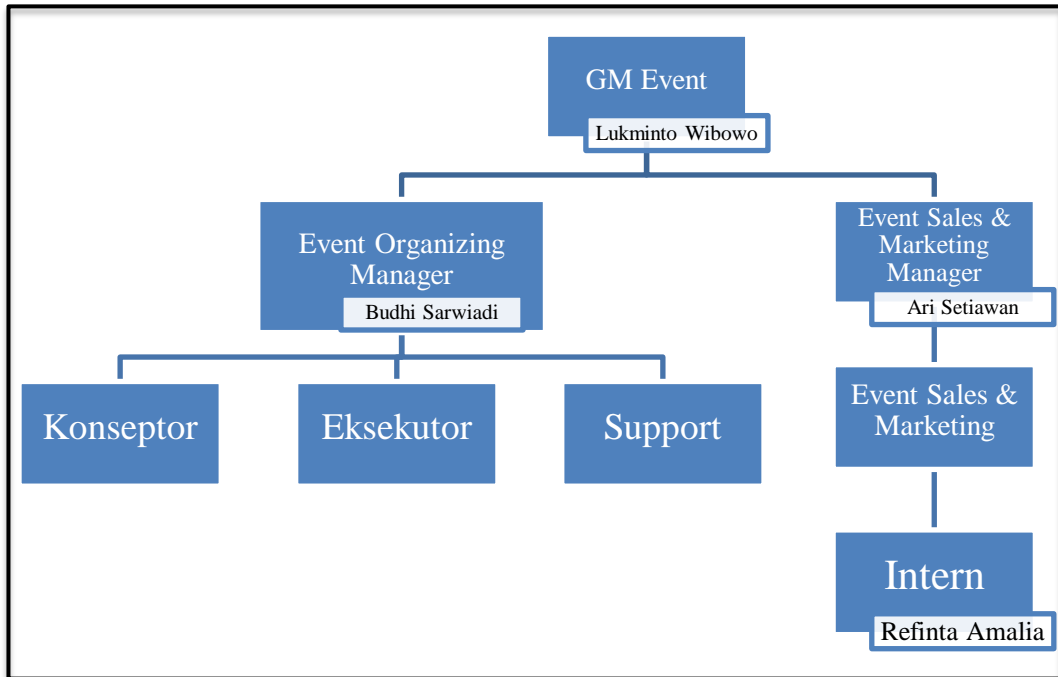 GM Event
Lukminto Wibowo
Event Organizing
Manager
Budhi Sarwiadi
Event Sales &
Marketing
Manager
Ari Setiawan
Konseptor
Eksekutor
Support
Event Sales &
Marketing
Intern
Refinta Amalia